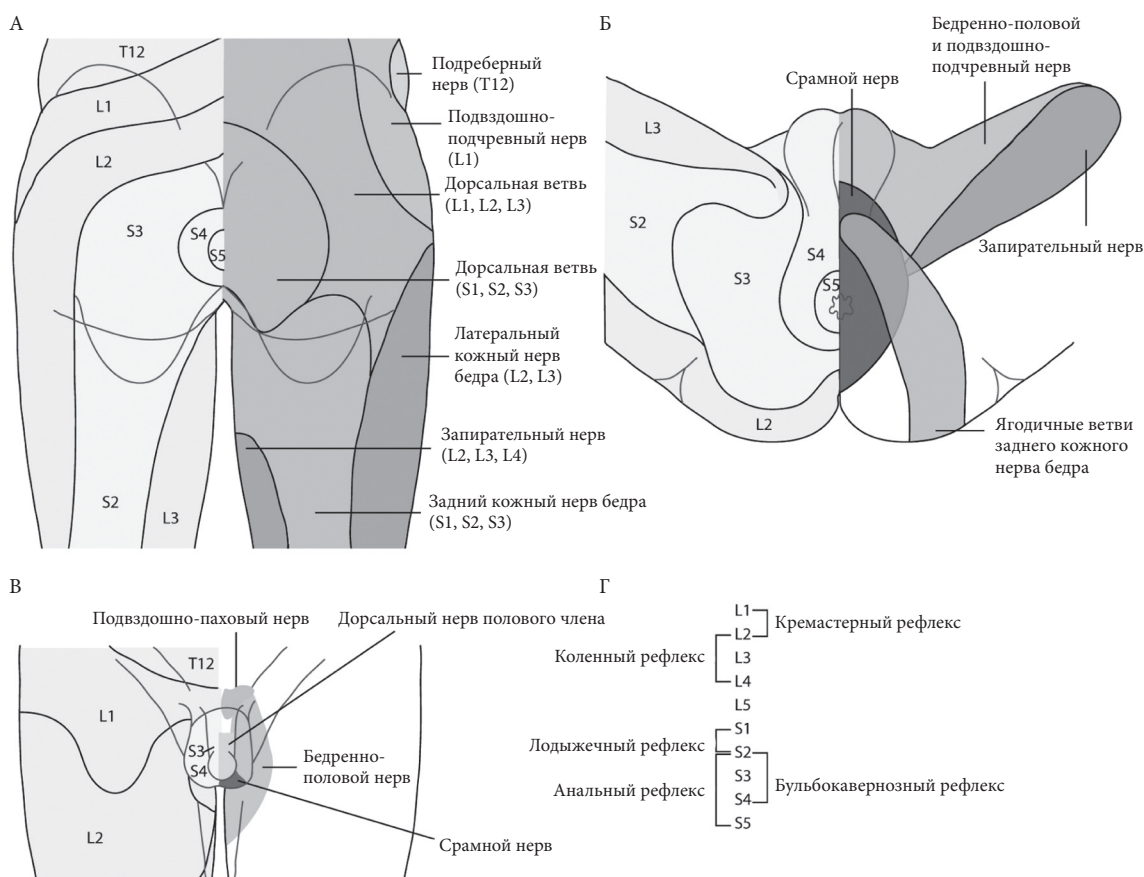 А
T12
L1
L2
S3
S4
S5
S2
L3
Подреберный
нерв (T12)
Подвздошно-
подчревный нерв
(L1)
Дорсальная ветвь
(L1, L2, L3)
Дорсальная ветвь
(S1, S2, S3)
Латеральный
кожный нерв
бедра (L2, L3)
Запирательный нерв
(L2, L3, L4)
Задний кожный нерв бедра
(S1, S2, S3)
Б
Бедренно-половой
и подвздошно-
подчревный нерв
Срамной нерв
L3
S2
S3
S4
S5
L2
Запирательный нерв
Ягодичные ветви
заднего кожного
нерва бедра
В
Подвздошно-паховый нерв
Дорсальный нерв полового члена
T12
L1
S3
S4
L2
Бедренно-
половой нерв
Срамной нерв
Г
L1
L2
L3
L4
L5
S1
S2
S3
S4
S5
Кремастерный рефлекс
Коленный рефлекс
Лодыжечный рефлекс
Анальный рефлекс
Бульбокавернозный рефлекс